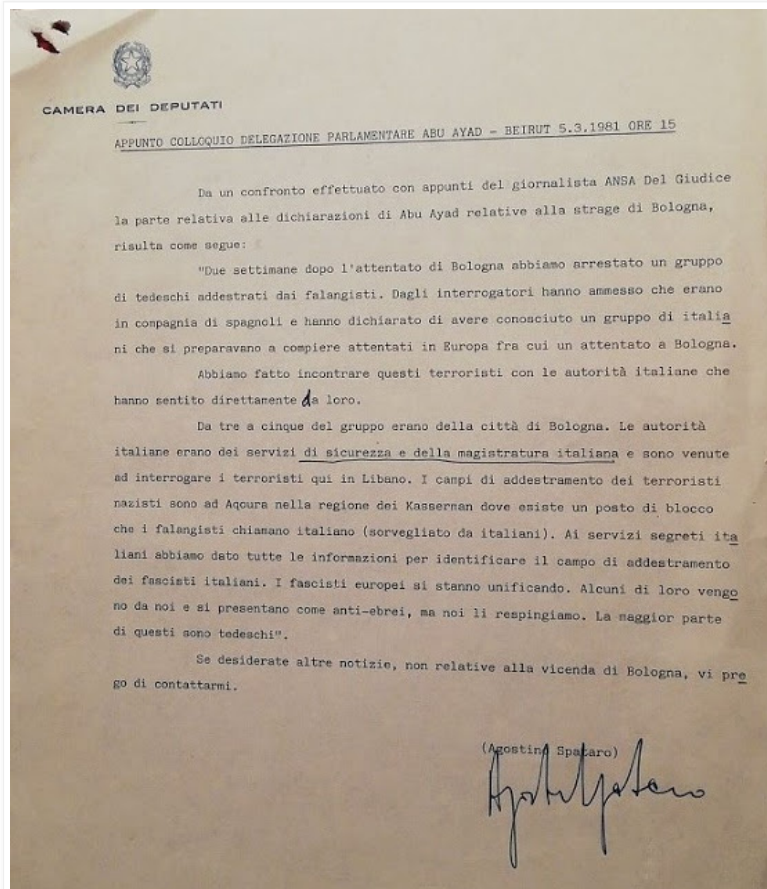 CAMERA DEI DEPUTATI
APPUNTO COLLOQUIO DELEGAZIONE PARLAMENTARE ABU AYAD - BEIRUT 5.3.1981 ORE 15
Da un confronto effettuato con appunti del giornalista ANSA Del Giudice
la parte relativa alle dichiarazioni di Abu Ayad relative alla strage di Bologna,
risulta come segue:
"Due settimane dopo l'attentato di Bologna abbiamo arrestato un gruppo
di tedeschi addestrati dai falangisti. Dagli interrogatori hanno ammesso che erano
in compagnia di spagnoli e hanno dichiarato di avere conosciuto un gruppo di italia
ni che si preparavano a compiere attentati in Europa fra cui un attentato a Bologna.
Abbiamo fatto incontrare questi terroristi con le autorità italiane che
hanno sentito direttamente da loro.
Da tre a cinque del gruppo erano della città di Bologna. Le autorità
italiane erano dei servizi di sicurezza e della magistratura italiana e sono venute
ad interrogare i terroristi qui in Libano. I campi di addestramento dei terroristi
nazisti sono ad Aqoura nella regione dei Kasserman dove esiste un posto di blocco
che i falangisti chiamano italiano (sorvegliato da italiani). Ai servizi segreti ita
liani abbiamo dato tutte le informazioni per identificare il campo di addestramento
dei fascisti italiani. I fascisti europei si stanno unificando. Alcuni di loro vengo
no da noi e si presentano come anti-ebrei, ma noi li respingiamo. La maggior parte
di questi sono tedeschi".
Se desiderate altre notizie, non relative alla vicenda di Bologna, vi pre
go di contattarmi.
(Agostino Spataro)
Agostino Spataro